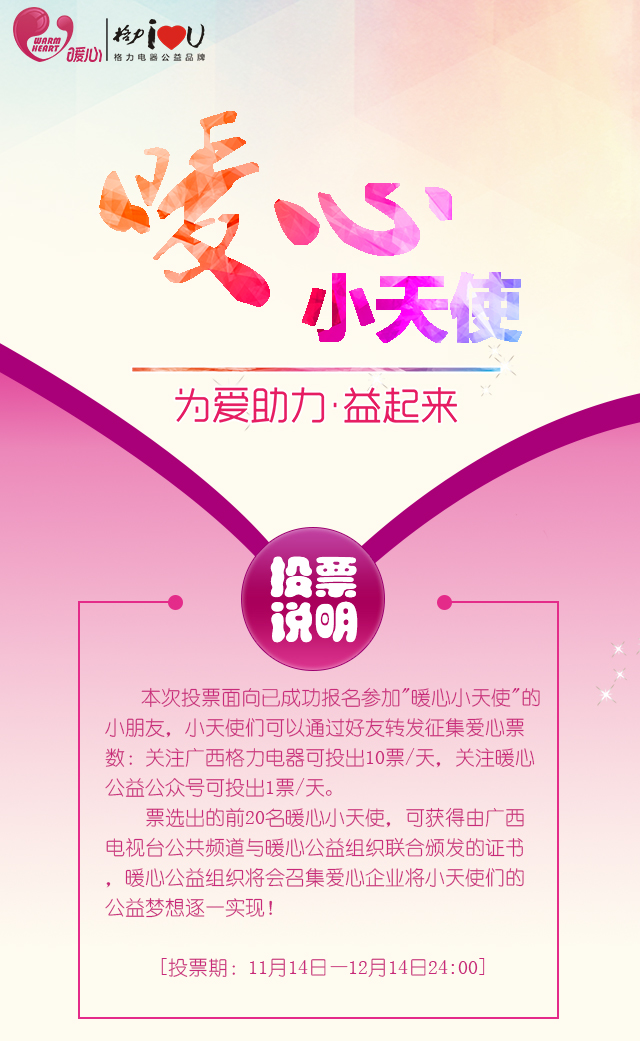 WARM
HEART
暖心
格力 i U
格力电器公益品牌
暖心
小天使
为爱助力·益起来
投票
说明
本次投票面向已成功报名参加"暖心小天使"的
小朋友，小天使们可以通过好友转发征集爱心票
数：关注广西格力电器可投出10票/天，关注暖心
公益公众号可投出1票/天。
票选出的前20名暖心小天使，可获得由广西
电视台公共频道与暖心公益组织联合颁发的证书
，暖心公益组织将会召集爱心企业将小天使们的
公益梦想逐一实现！
[投票期：11月14日—12月14日24:00]